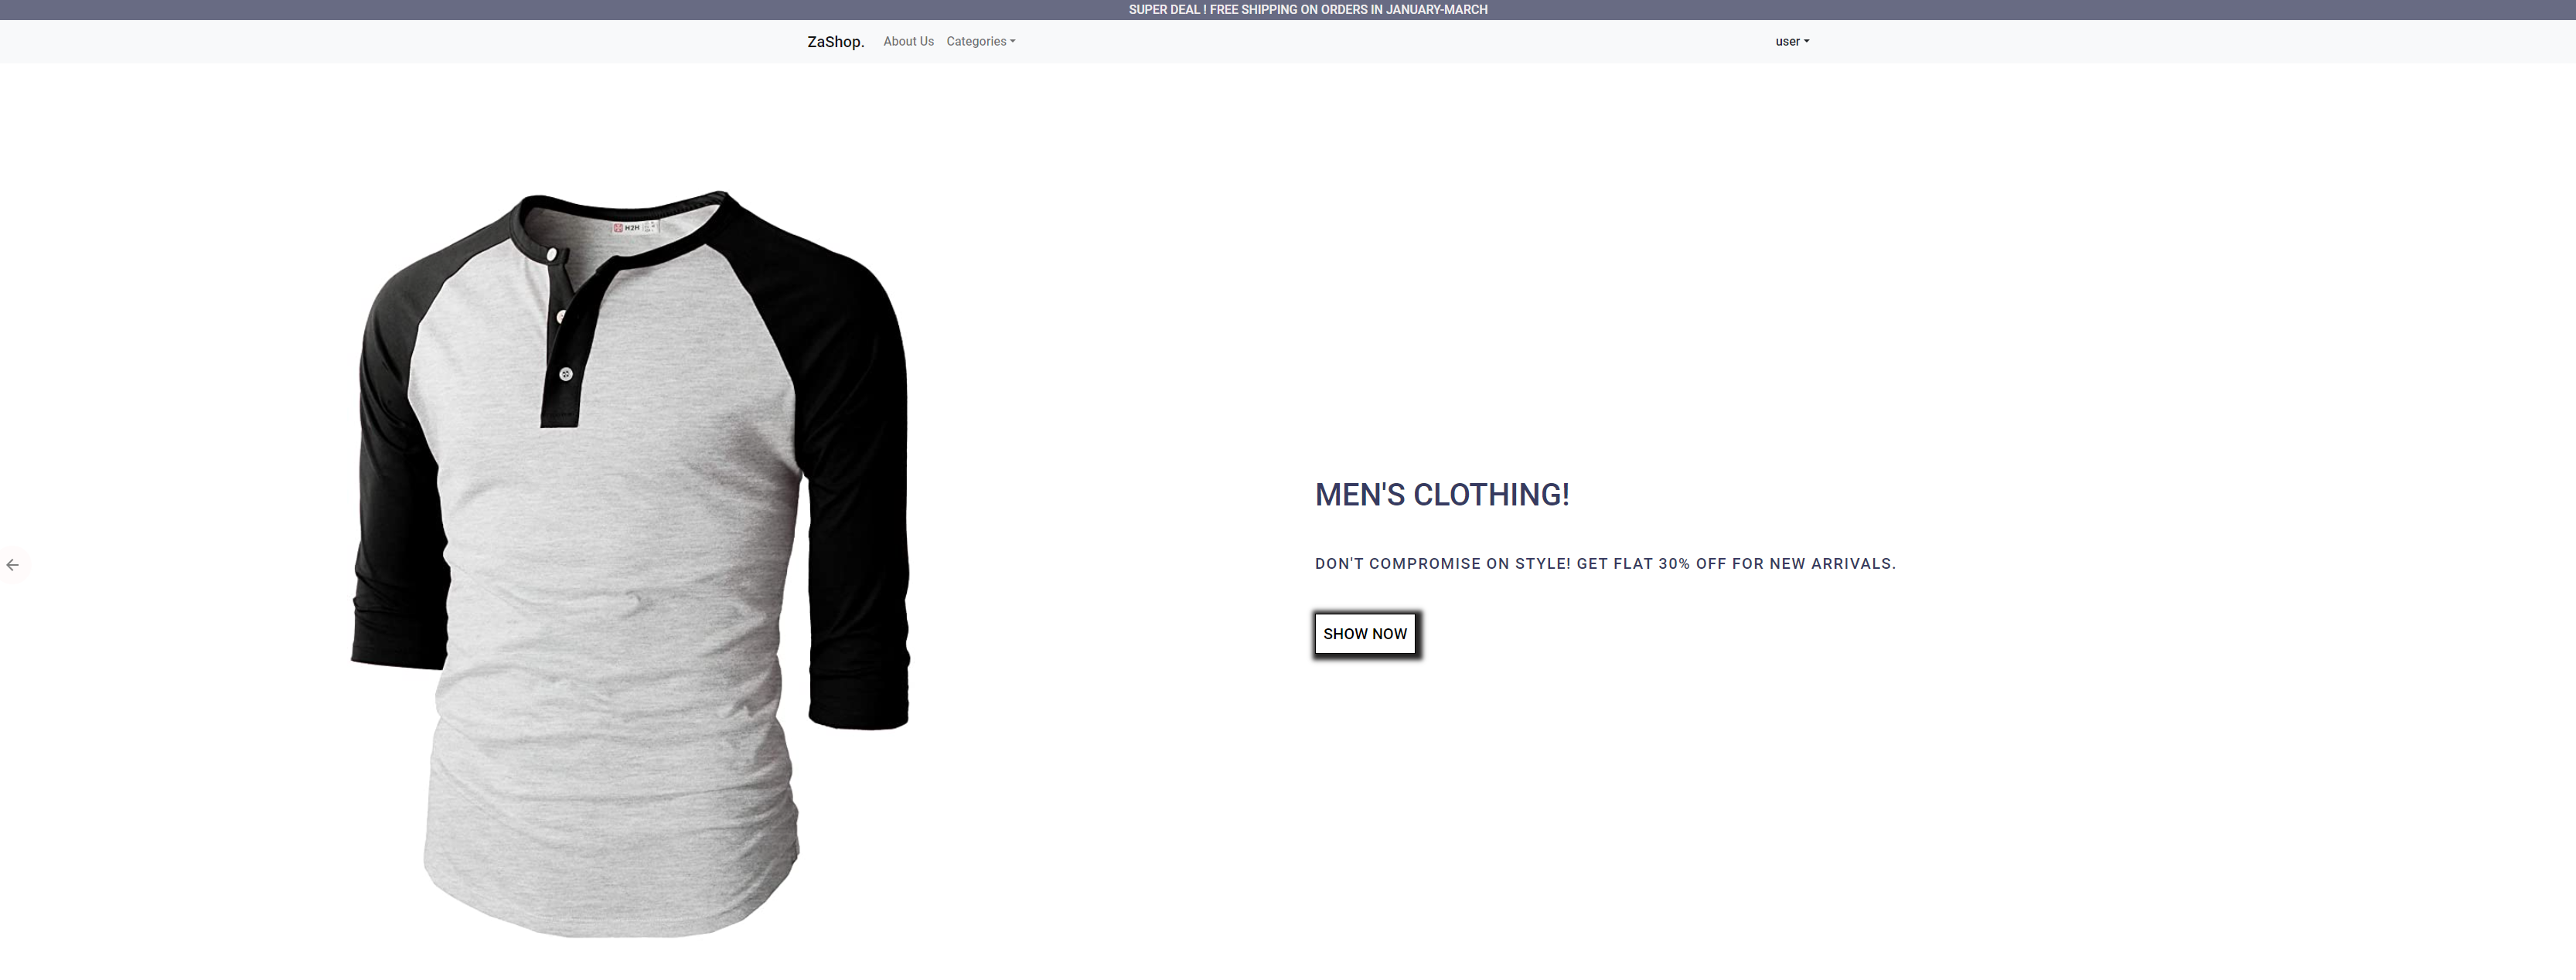 SUPER DEAL ! FREE SHIPPING ON ORDERS IN JANUARY-MARCH
ZaShop. About Us Categories user
H2H
MEN'S CLOTHING!
DON'T COMPROMISE ON STYLE! GET FLAT 30% OFF FOR NEW ARRIVALS.
SHOW NOW